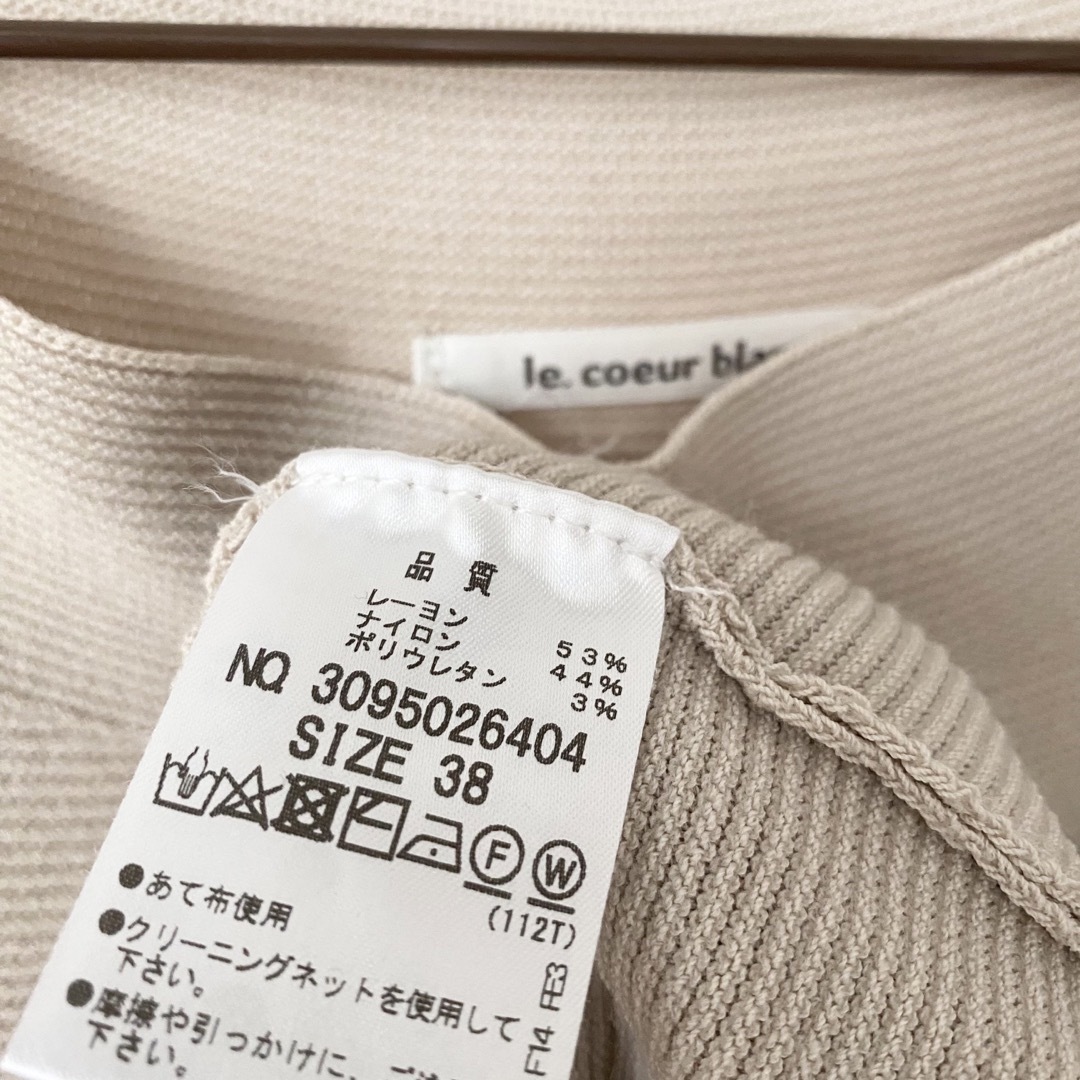 le. coeur
品質
レーヨン 53%
ナイロン 44%
ポリウレタン 3%
NO. 3095026404
SIZE 38
F W
(112T)
●あて布使用
●クリーニングネットを使用して
下さい。
●摩擦や引っかけに、
下さい。
F14 FE3